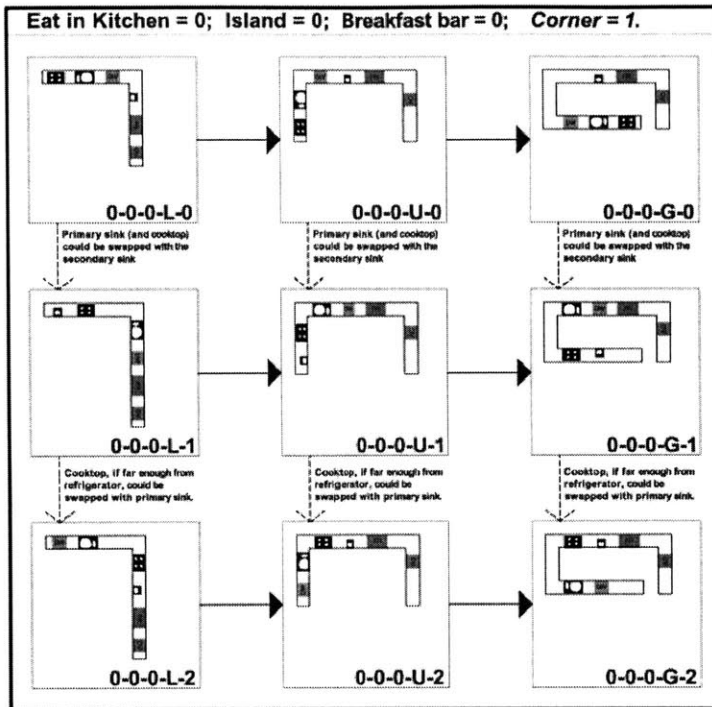 Eat in Kitchen = 0; Island = 0; Breakfast bar = 0; Corner = 1.
0-0-0-L-0
0-0-0-U-0
0-0-0-G-0
Primary sink (and cooktop)
could be swapped with the
secondary sink
Primary sink (and cooktop)
could be swapped with the
secondary sink
Primary sink (and cooktop)
could be swapped with the
secondary sink
0-0-0-L-1
0-0-0-U-1
0-0-0-G-1
Cooktop, if far enough from
refrigerator, could be
swapped with primary sink.
Cooktop, if far enough from
refrigerator, could be
swapped with primary sink.
Cooktop, if far enough from
refrigerator, could be
swapped with primary sink.
0-0-0-L-2
0-0-0-U-2
0-0-0-G-2